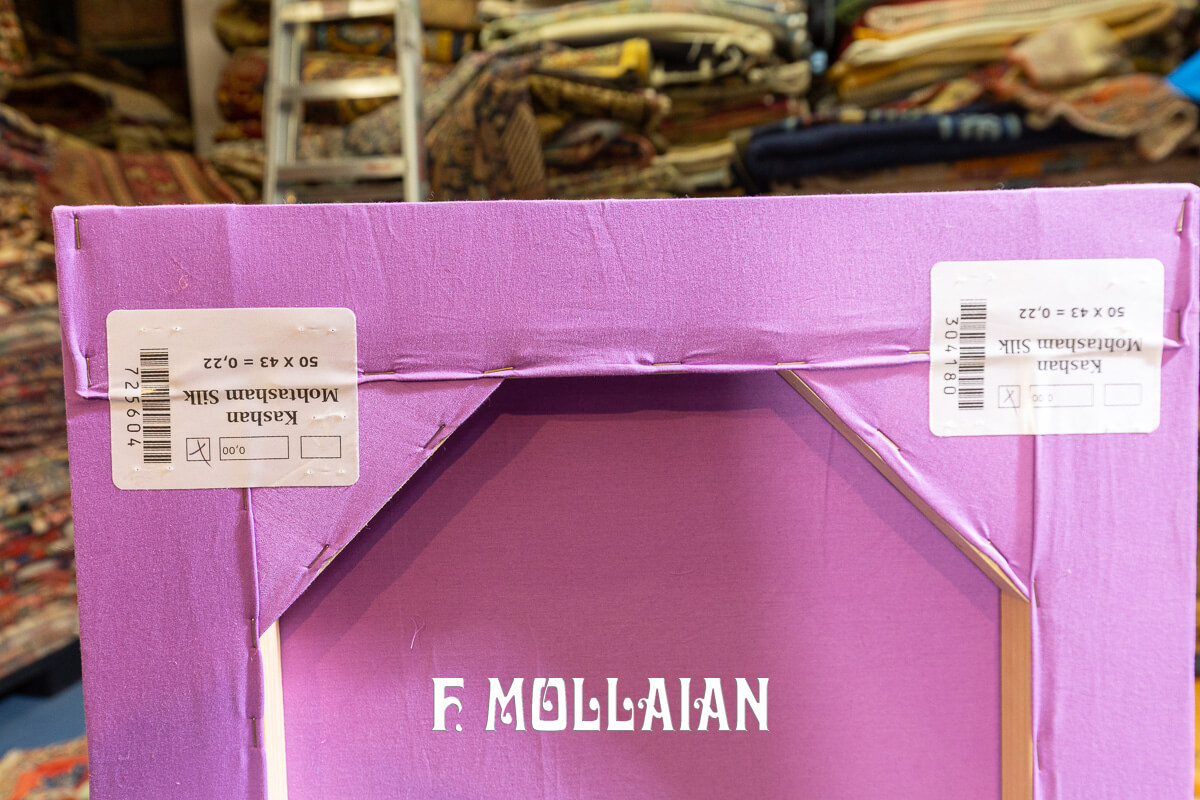 50 X 43 = 0,22
Mohtasham Silk
Kashan
0,00
X
725604
50 X 43 = 0,22
Mohtasham Silk
Kashan
0,00
X
304180
F. MOLLAIAN